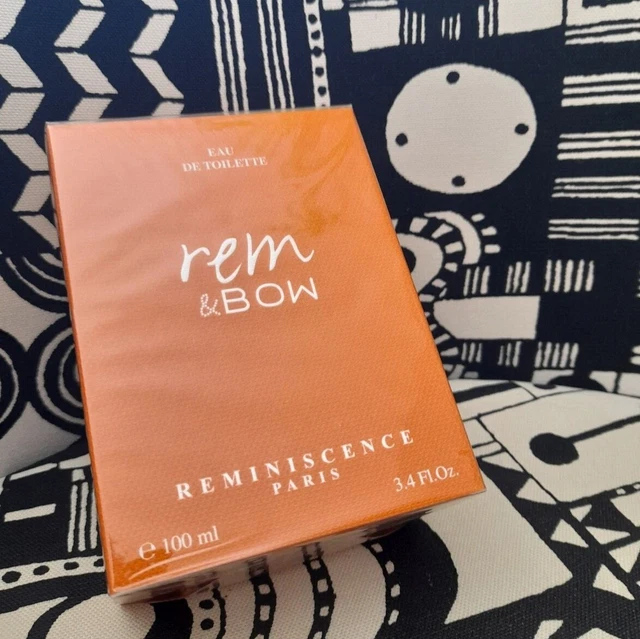 EAU
DE TOILETTE
rem
&BOW
REMINISCENCE
PARIS
3.4 Fl.Oz.
℮ 100 ml